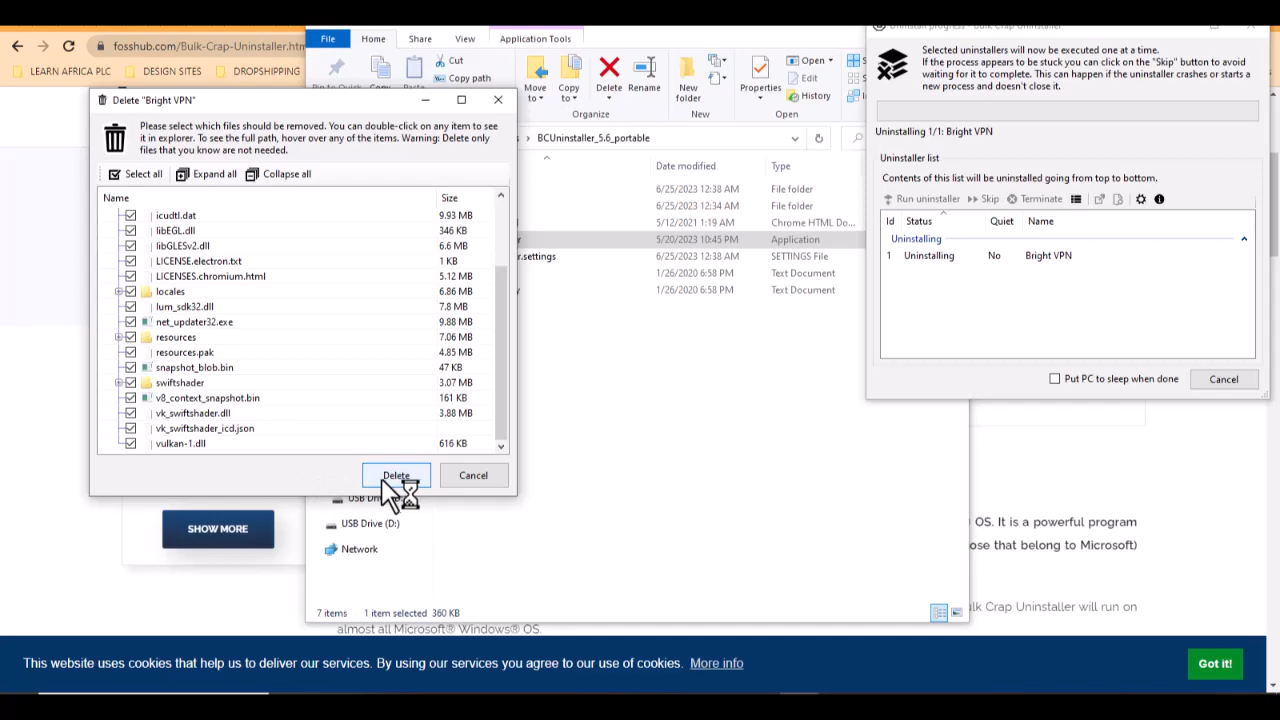 fosshub.com/Bulk-Crap-Uninstaller.htm
LEARN AFRICA PLC
DESIGN SITES
DROPSHIPPING
File
Home
Share
View
Application Tools
Cut
Copy path
Move to
Copy to
Delete
Rename
New folder
Properties
Open
Edit
History
Organize
New
Open
BCUninstaller_5.6_portable
Date modified
Type
6/25/2023 12:38 AM
File folder
6/25/2023 12:34 AM
File folder
5/12/2021 1:19 AM
Chrome HTML Do...
5/20/2023 10:45 PM
Application
r.settings
6/25/2023 12:38 AM
SETTINGS File
1/26/2020 6:58 PM
Text Document
1/26/2020 6:58 PM
Text Document
USB Drive (D:)
Network
7 items
1 item selected 360 KB
Delete "Bright VPN"
Please select which files should be removed. You can double-click on any item to see
it in explorer. To see the full path, hover over any of the items. Warning: Delete only
files that you know are not needed.
Select all
Expand all
Collapse all
Name
Size
icudtl.dat
9.93 MB
libEGL.dll
346 KB
libGLESv2.dll
6.6 MB
LICENSE.electron.txt
1 KB
LICENSES.chromium.html
5.12 MB
locales
6.86 MB
lum_sdk32.dll
7.8 MB
net_updater32.exe
9.88 MB
resources
7.06 MB
resources.pak
4.85 MB
snapshot_blob.bin
47 KB
swiftshader
3.07 MB
v8_context_snapshot.bin
161 KB
vk_swiftshader.dll
3.88 MB
vk_swiftshader_icd.json
vulkan-1.dll
616 KB
Delete
Cancel
Uninstall progress - Bulk Crap Uninstaller
Selected uninstallers will now be executed one at a time.
If the process appears to be stuck you can click on the "Skip" button to avoid
waiting for it to complete. This can happen if the uninstaller crashes or starts a
new process and doesn't close it.
Uninstalling 1/1: Bright VPN
Uninstaller list
Contents of this list will be uninstalled going from top to bottom.
Run uninstaller
Skip
Terminate
Id
Status
Quiet
Name
Uninstalling
1
Uninstalling
No
Bright VPN
Put PC to sleep when done
Cancel
SHOW MORE
OS. It is a powerful program
ose that belong to Microsoft)
ulk Crap Uninstaller will run on
almost all Microsoft® Windows® OS.
This website uses cookies that help us to deliver our services. By using our services you agree to our use of cookies. More info
Got it!